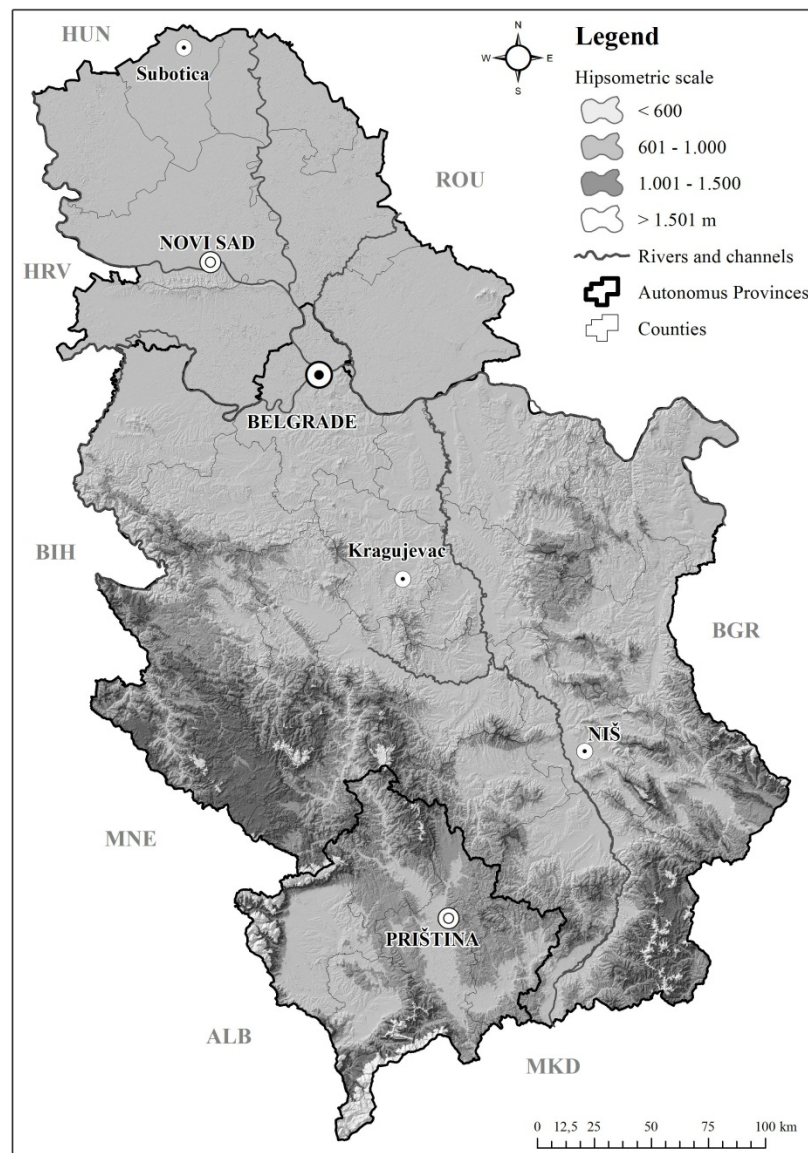 HUN
Subotica
N
W E
S
Legend
Hipsometric scale
< 600
601 - 1.000
1.001 - 1.500
> 1.501 m
Rivers and channels
Autonomus Provinces
Counties
ROU
NOVI SAD
HRV
BELGRADE
BIH
Kragujevac
BGR
NIŠ
MNE
PRIŠTINA
ALB
MKD
0 12,5 25 50 75 100 km